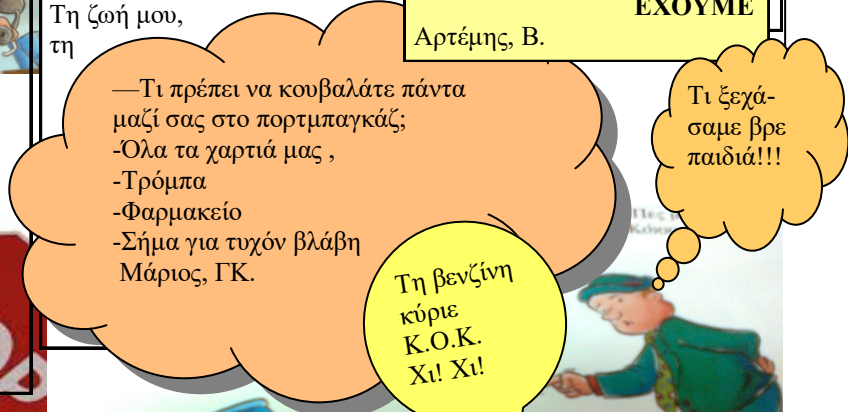 Τη ζωή μου,
τη
ΕΧΟΥΜΕ
Αρτέμης, Β.
—Τι πρέπει να κουβαλάτε πάντα
μαζί σας στο πορτμπαγκάζ;
-Όλα τα χαρτιά μας ,
-Τρόμπα
-Φαρμακείο
-Σήμα για τυχόν βλάβη
Μάριος, ΓΚ.
Τι ξεχά-
σαμε βρε
παιδιά!!!
Τη βενζίνη
κύριε
Κ.Ο.Κ.
Χι! Χι!